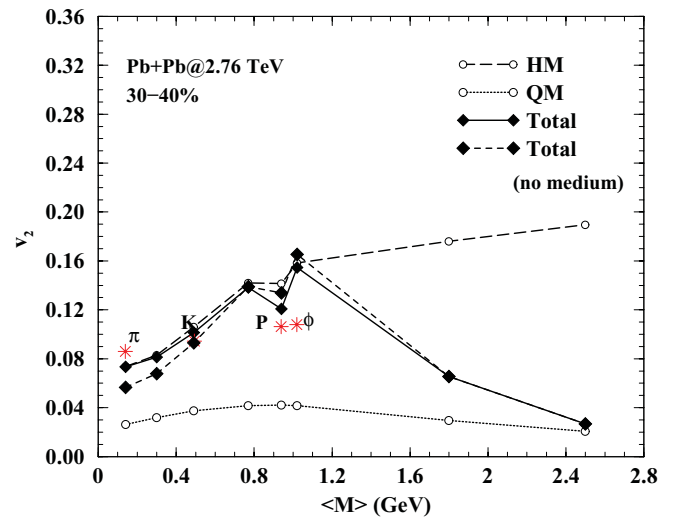 0.36
0.32
0.28
0.24
0.20
0.16
0.12
0.08
0.04
0.00
v2
Pb+Pb@2.76 TeV
30−40%
HM
QM
Total
Total
(no medium)
π
K
P
ϕ
0
0.4
0.8
1.2
1.6
2
2.4
2.8
<M> (GeV)